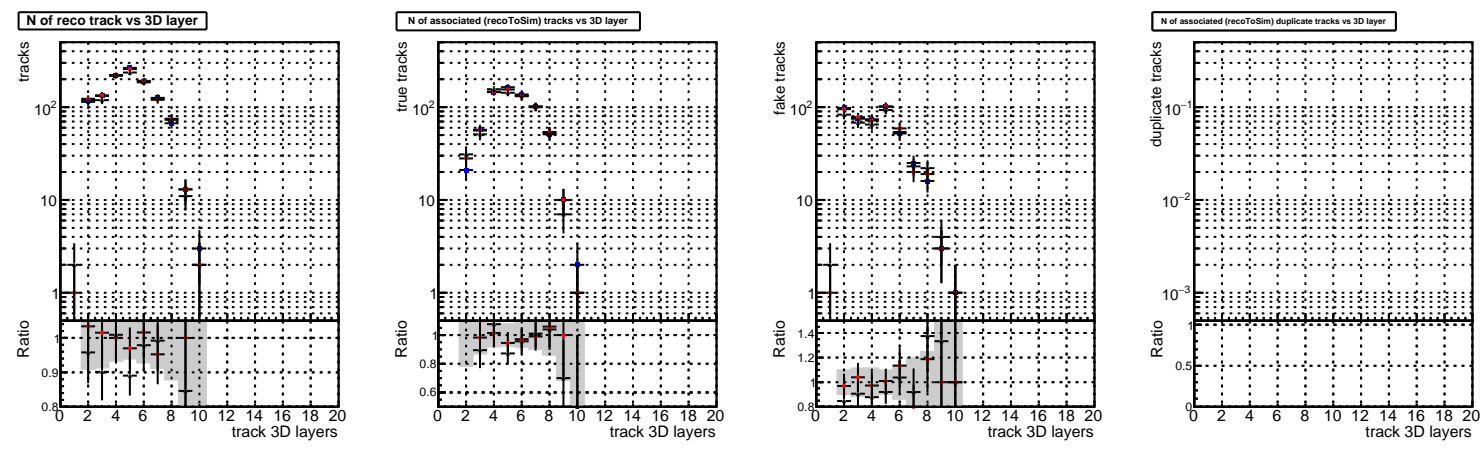 N of reco track vs 3D layer
tracks
10²
10
1
Ratio
1
0.9
0.8
0 2 4 6 8 10 12 14 16 18 20
track 3D layers
N of associated (recoToSim) tracks vs 3D layer
true tracks
10²
10
1
Ratio
1
0.8
0.6
0 2 4 6 8 10 12 14 16 18 20
track 3D layers
fake tracks
10²
10
1
Ratio
1.4
1.2
1
0.8
0 2 4 6 8 10 12 14 16 18 20
track 3D layers
N of associated (recoToSim) duplicate tracks vs 3D layer
duplicate tracks
10⁻¹
10⁻²
10⁻³
Ratio
1
0.5
0
0 2 4 6 8 10 12 14 16 18 20
track 3D layers